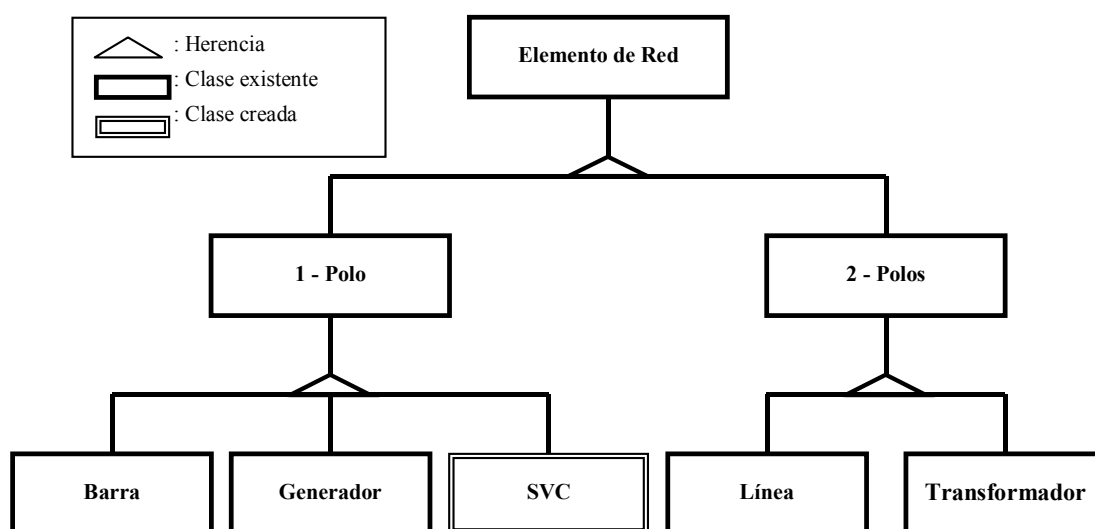 : Herencia
: Clase existente
: Clase creada
Elemento de Red
1 - Polo
2 - Polos
Barra
Generador
SVC
Línea
Transformador